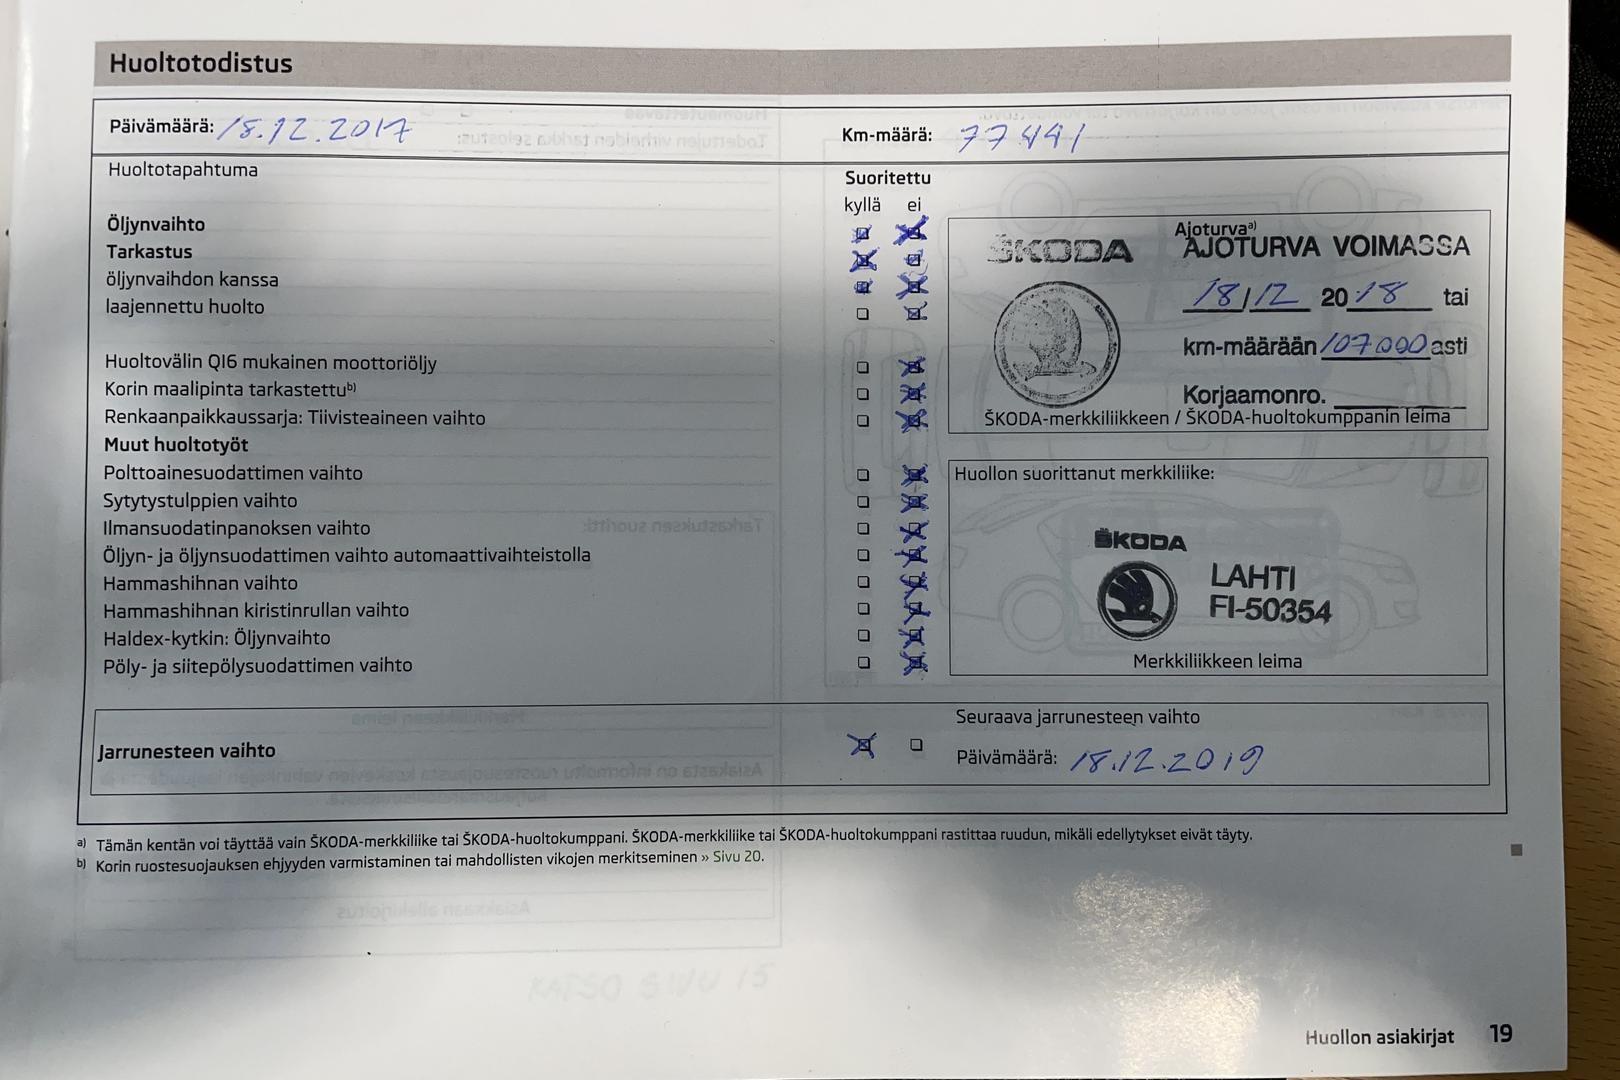 Huoltotodistus
Päivämäärä: 18.12.2017
Km-määrä: 77441
Huoltotapahtuma
Suoritettu
kyllä ei
Öljynvaihto
Tarkastus
öljynvaihdon kanssa
laajennettu huolto
Huoltovälin QI6 mukainen moottoriöljy
Korin maalipinta tarkastettu b)
Renkaanpaikkaussarja: Tiivisteaineen vaihto
Muut huoltotyöt
Polttoainesuodattimen vaihto
Sytytystulppien vaihto
Ilmansuodatinpanoksen vaihto
Öljyn- ja öljynsuodattimen vaihto automaattivaihteistolla
Hammashihnan vaihto
Hammashihnan kiristinrullan vaihto
Haldex-kytkin: Öljynvaihto
Pöly- ja siitepölysuodattimen vaihto
Ajoturva a)
ŠKODA AJOTURVA VOIMASSA
18/12 2018 tai
km-määrään 107000 asti
Korjaamonro.
ŠKODA-merkkiliikkeen / ŠKODA-huoltokumppanin leima
Huollon suorittanut merkkiliike:
ŠKODA
LAHTI
FI-50354
Merkkiliikkeen leima
Jarrunesteen vaihto
Seuraava jarrunesteen vaihto
Päivämäärä: 18.12.2019
a) Tämän kentän voi täyttää vain ŠKODA-merkkiliike tai ŠKODA-huoltokumppani. ŠKODA-merkkiliike tai ŠKODA-huoltokumppani rastittaa ruudun, mikäli edellytykset eivät täyty.
b) Korin ruostesuojauksen ehjyyden varmistaminen tai mahdollisten vikojen merkitseminen » Sivu 20.
KATSO SIVU 15
Huollon asiakirjat 19